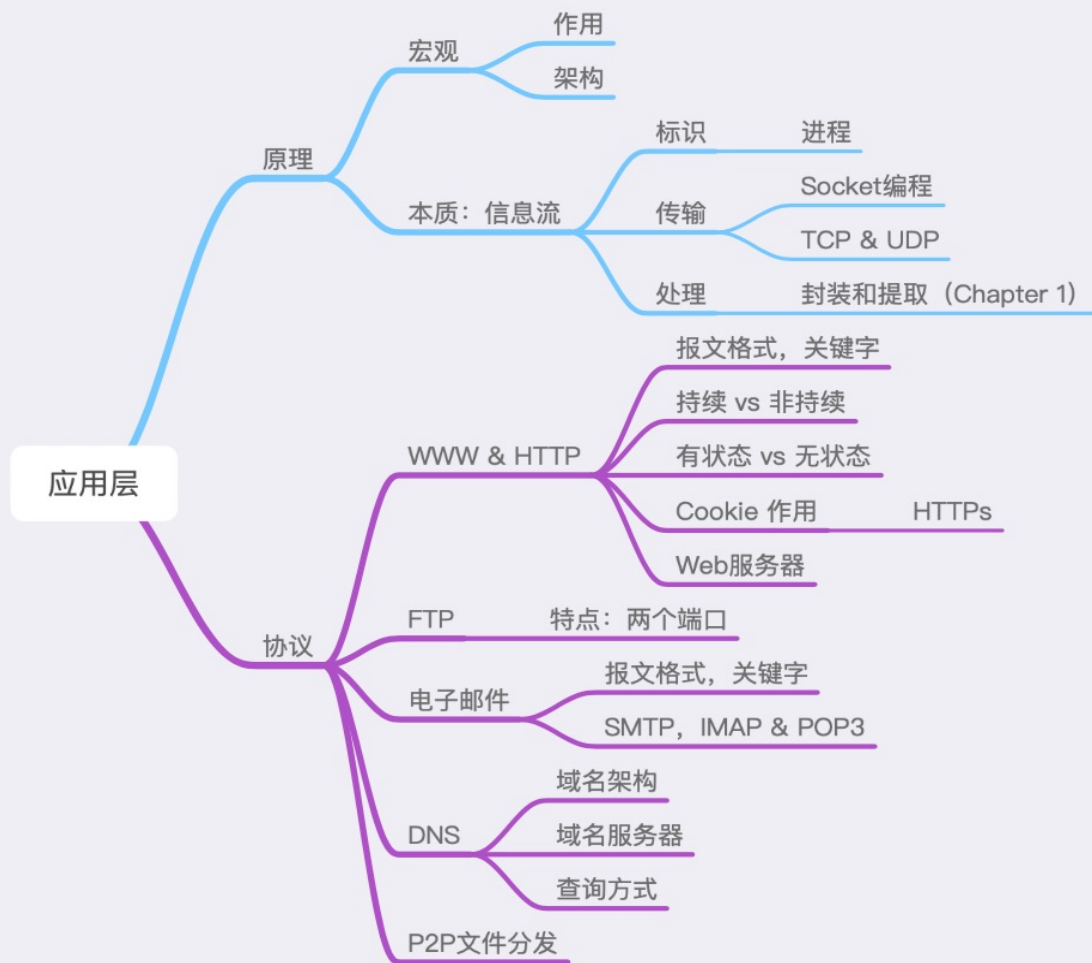 应用层
原理
宏观
作用
架构
本质：信息流
标识
进程
传输
Socket编程
TCP & UDP
处理
封装和提取（Chapter 1）
协议
WWW & HTTP
报文格式，关键字
持续 vs 非持续
有状态 vs 无状态
Cookie 作用
HTTPs
Web服务器
FTP
特点：两个端口
电子邮件
报文格式，关键字
SMTP，IMAP & POP3
DNS
域名架构
域名服务器
查询方式
P2P文件分发